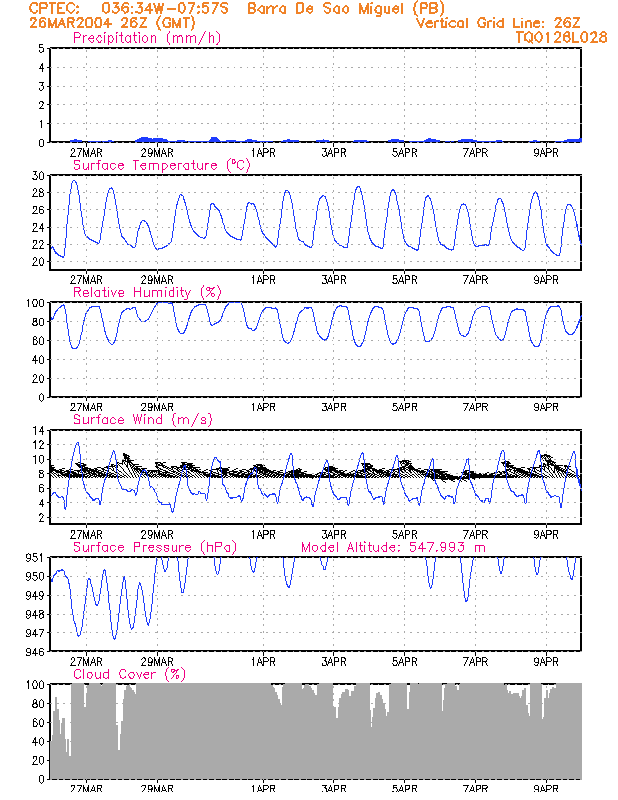 CPTEC: 036:34W-07:57S Barra De Sao Miguel (PB)
26MAR2004 26Z (GMT) Vertical Grid Line: 26Z
Precipitation (mm/h) TQ0126L028
5
4
3
2
1
0
27MAR 29MAR 1APR 3APR 5APR 7APR 9APR
Surface Temperature (ºC)
30
28
26
24
22
20
27MAR 29MAR 1APR 3APR 5APR 7APR 9APR
Relative Humidity (%)
100
80
60
40
20
0
27MAR 29MAR 1APR 3APR 5APR 7APR 9APR
Surface Wind (m/s)
14
12
10
8
6
4
2
27MAR 29MAR 1APR 3APR 5APR 7APR 9APR
Surface Pressure (hPa) Model Altitude: 547.993 m
951
950
949
948
947
946
27MAR 29MAR 1APR 3APR 5APR 7APR 9APR
Cloud Cover (%)
100
80
60
40
20
0
27MAR 29MAR 1APR 3APR 5APR 7APR 9APR